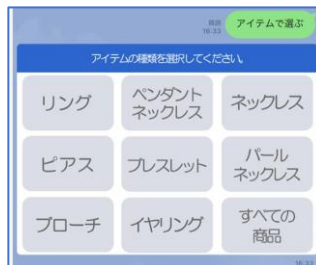 アイテムで選ぶ
既読
16:33
アイテムの種類を選択してください。
リング
ペンダント
ネックレス
ネックレス
ピアス
ブレスレット
パール
ネックレス
ブローチ
イヤリング
すべての
商品
16:33